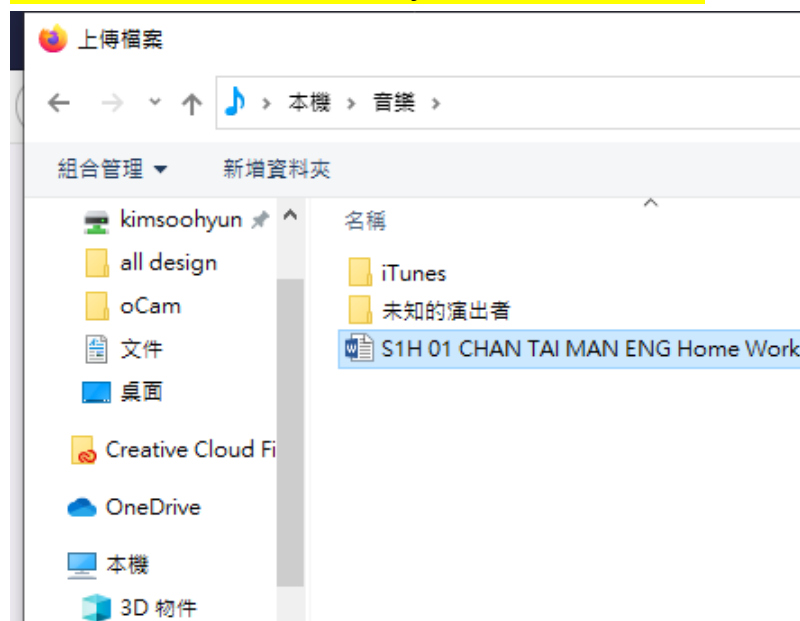 上傳檔案
本機 › 音樂 ›
組合管理 新增資料夾
kimsoohyun
all design
oCam
文件
桌面
Creative Cloud Fi
OneDrive
本機
3D 物件
名稱
iTunes
未知的演出者
S1H 01 CHAN TAI MAN ENG Home Work